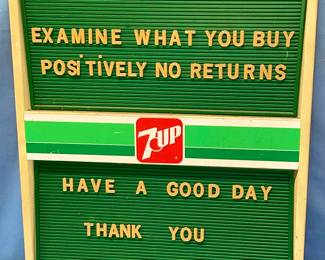 EXAMINE WHAT YOU BUY
POSiTiVELY NO RETURNS
7UP
HAVE A GOOD DAY
THANK YOU